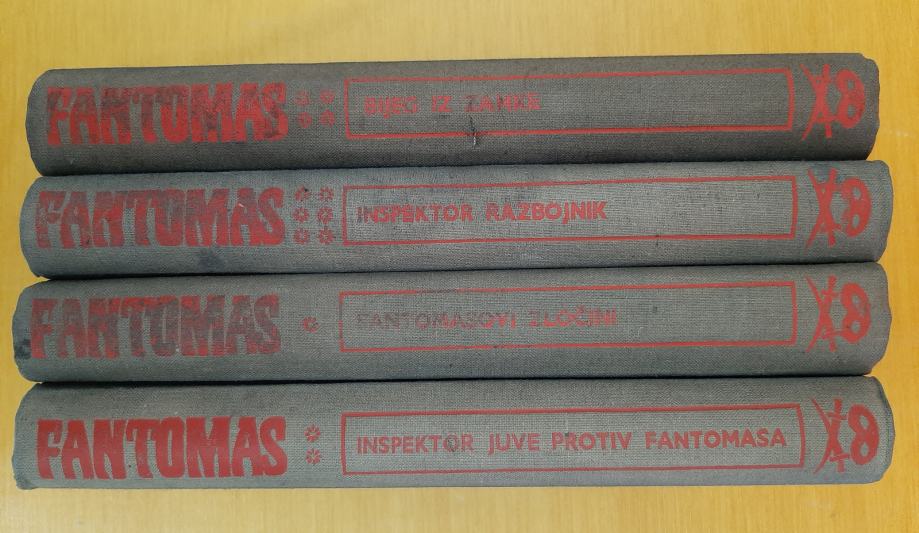 FANTOMAS BIJEG IZ ZAMKE
FANTOMAS INSPEKTOR RAZBOJNIK
FANTOMAS FANTOMASOVI ZLOČINI
FANTOMAS INSPEKTOR JUVE PROTIV FANTOMASA